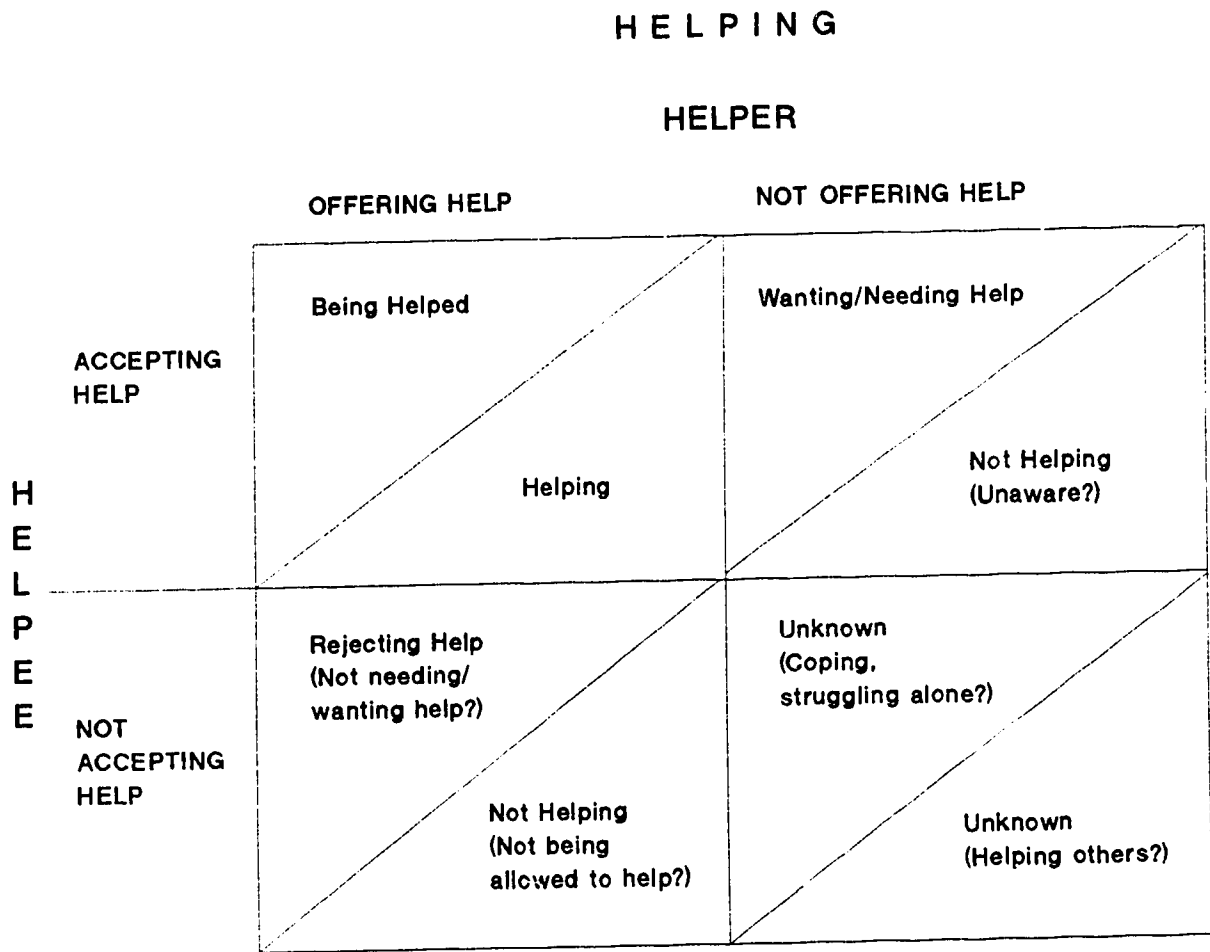 HELPING
HELPER
OFFERING HELP
NOT OFFERING HELP
HELPEE
ACCEPTING
HELP
Being Helped
Helping
Wanting/Needing Help
Not Helping
(Unaware?)
NOT
ACCEPTING
HELP
Rejecting Help
(Not needing/
wanting help?)
Not Helping
(Not being
allowed to help?)
Unknown
(Coping,
struggling alone?)
Unknown
(Helping others?)